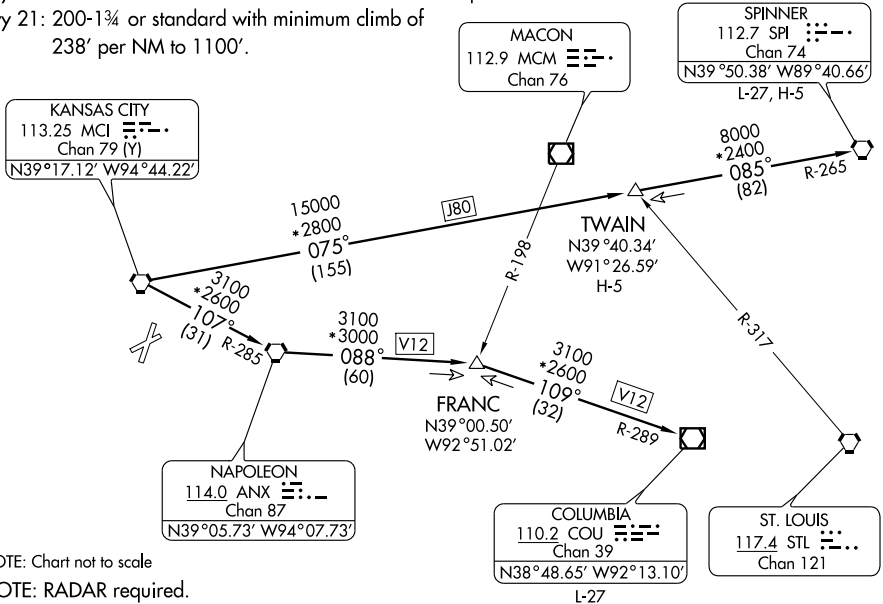 y 21: 200-1¾ or standard with minimum climb of
238' per NM to 1100'.
MACON
112.9 MCM
Chan 76
SPINNER
112.7 SPI
Chan 74
N39°50.38' W89°40.66'
L-27, H-5
KANSAS CITY
113.25 MCI
Chan 79 (Y)
N39°17.12' W94°44.22'
8000
*2400
085°
(82)
R-265
15000
*2800
075°
(155)
J80
TWAIN
N39°40.34'
W91°26.59'
H-5
R-198
3100
*2600
107°
(31)
R-285
3100
*3000
088°
(60)
V12
R-317
3100
*2600
109°
(32)
V12
R-289
FRANC
N39°00.50'
W92°51.02'
NAPOLEON
114.0 ANX
Chan 87
N39°05.73' W94°07.73'
COLUMBIA
110.2 COU
Chan 39
N38°48.65' W92°13.10'
L-27
ST. LOUIS
117.4 STL
Chan 121
OTE: Chart not to scale
OTE: RADAR required.